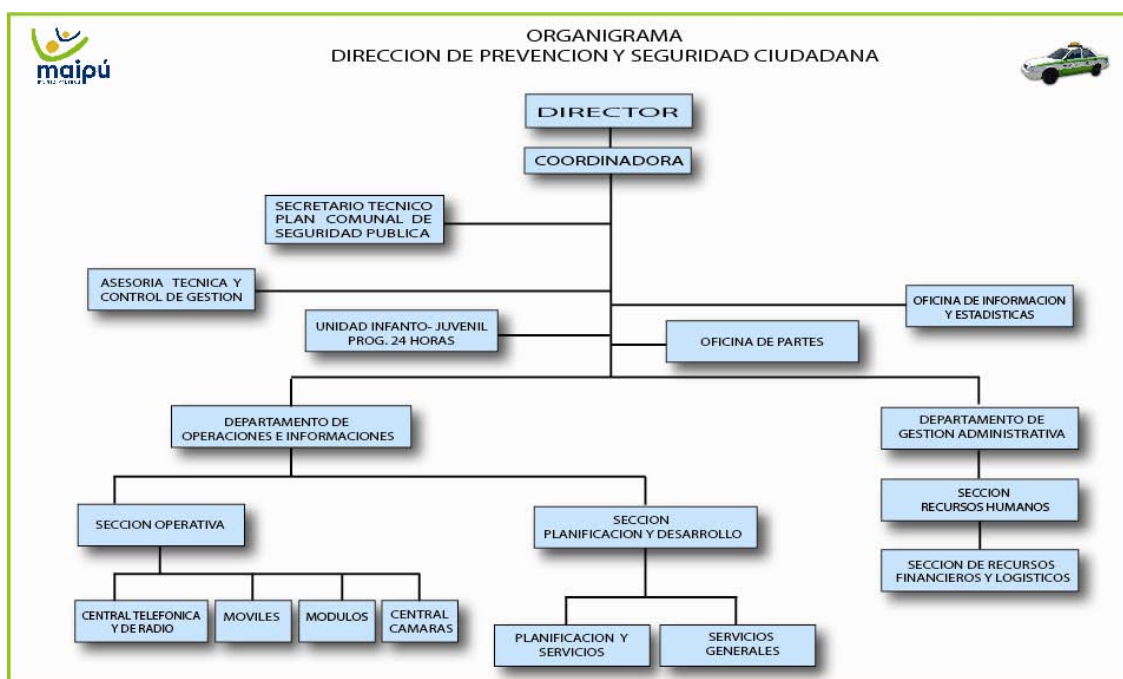 ORGANIGRAMA
DIRECCION DE PREVENCION Y SEGURIDAD CIUDADANA
maipú
DIRECTOR
COORDINADORA
SECRETARIO TECNICO
PLAN COMUNAL DE
SEGURIDAD PUBLICA
ASESORIA TECNICA Y
CONTROL DE GESTION
OFICINA DE INFORMACION
Y ESTADISTICAS
UNIDAD INFANTO- JUVENIL
PROG. 24 HORAS
OFICINA DE PARTES
DEPARTAMENTO DE
OPERACIONES E INFORMACIONES
DEPARTAMENTO DE
GESTION ADMINISTRATIVA
SECCION OPERATIVA
SECCION
PLANIFICACION Y DESARROLLO
SECCION
RECURSOS HUMANOS
SECCION DE RECURSOS
FINANCIEROS Y LOGISTICOS
CENTRAL TELEFONICA
Y DE RADIO
MOVILES
MODULOS
CENTRAL
CAMARAS
PLANIFICACION Y
SERVICIOS
SERVICIOS
GENERALES